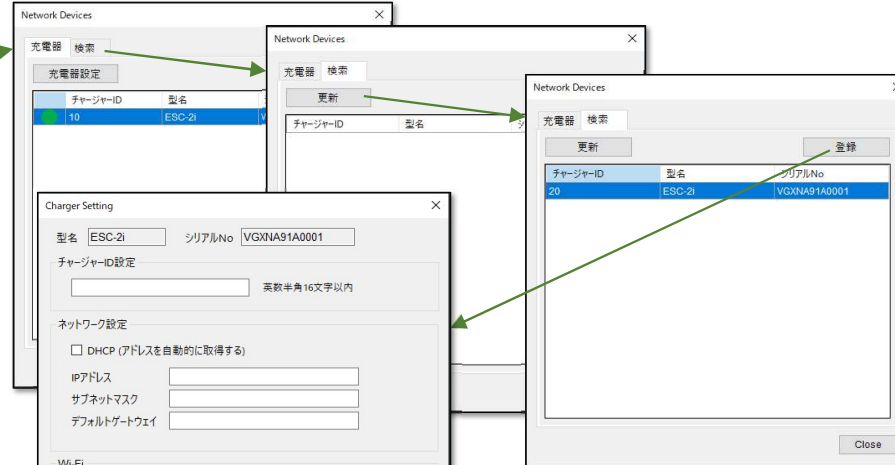 Network Devices
充電器 検索
充電器設定
チャージャーID 型名
10 ESC-2i
Network Devices
充電器 検索
更新
チャージャーID 型名
Network Devices
充電器 検索
更新 登録
チャージャーID 型名 シリアルNo
20 ESC-2i VGXNA91A0001
Close
Charger Setting
型名 ESC-2i シリアルNo VGXNA91A0001
チャージャーID設定
英数半角16文字以内
ネットワーク設定
DHCP (アドレスを自動的に取得する)
IPアドレス
サブネットマスク
デフォルトゲートウェイ
Wi-Fi